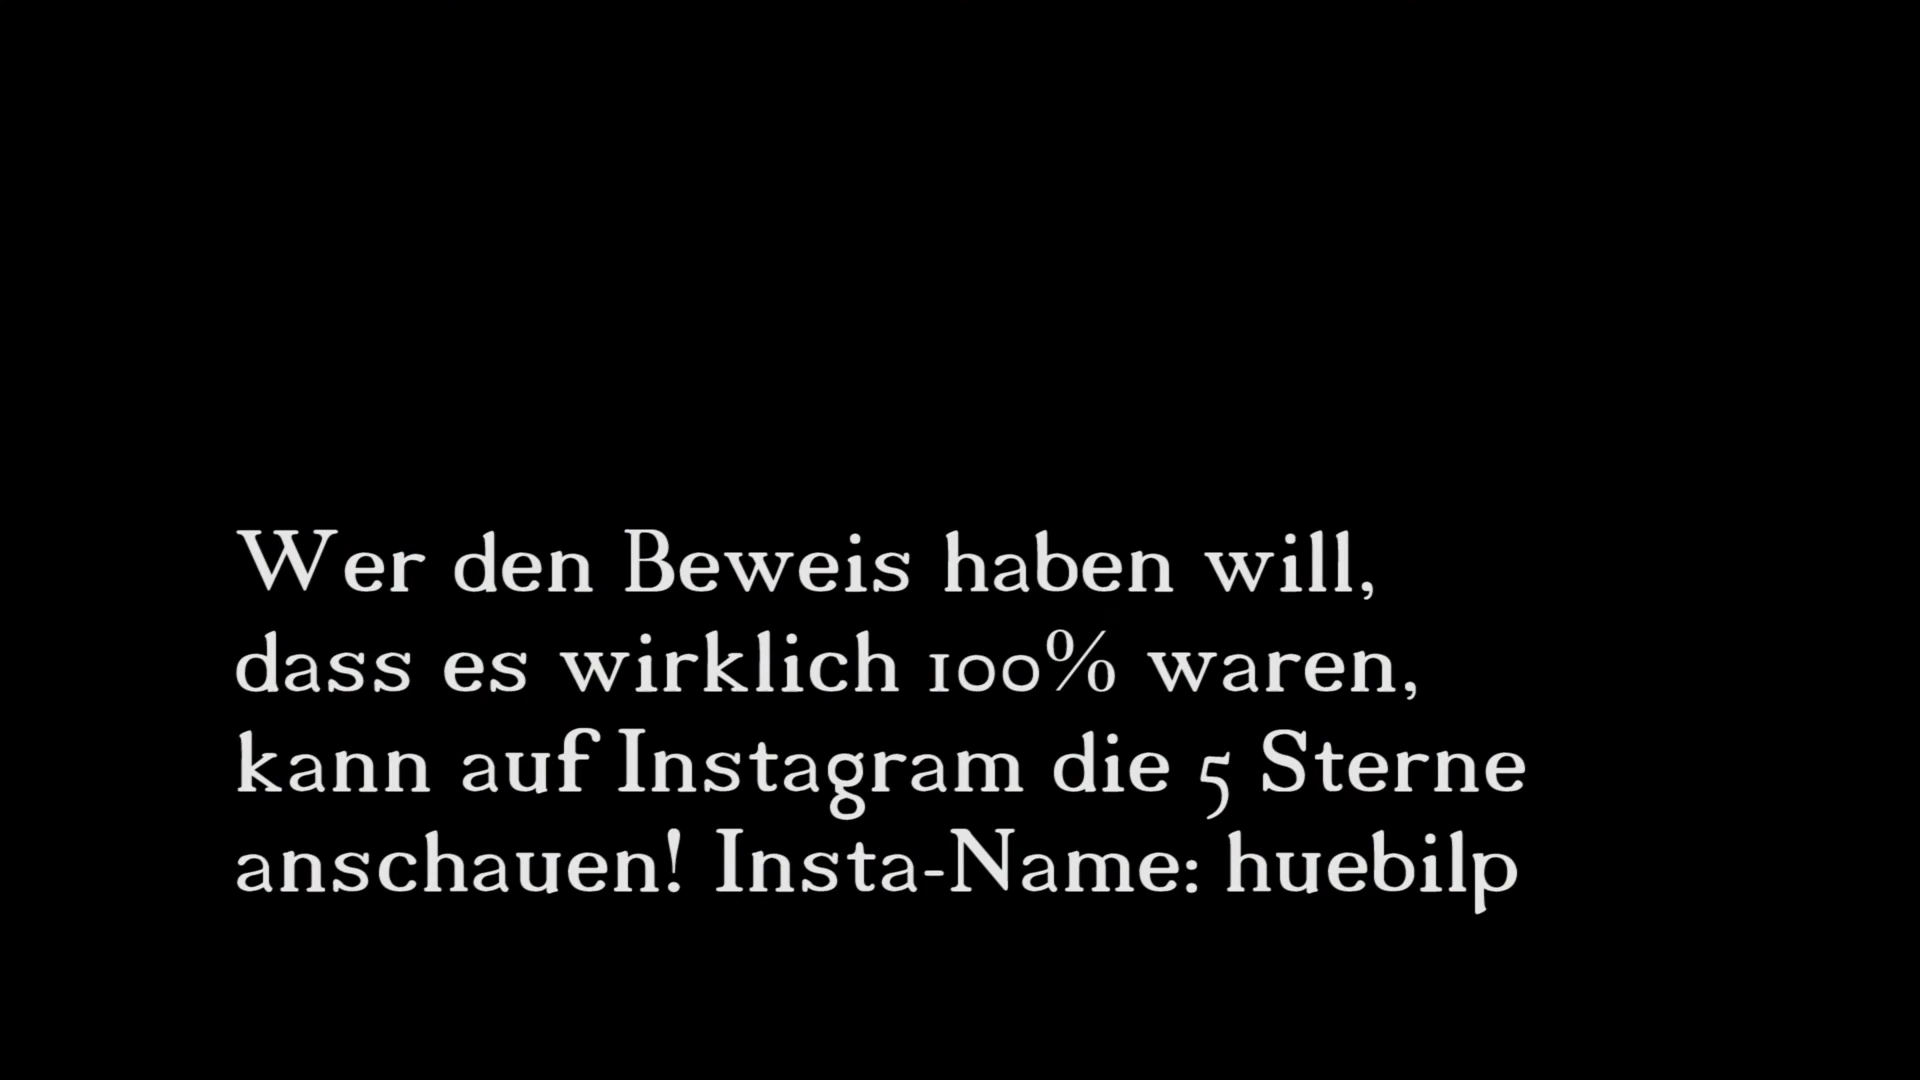 Wer den Beweis haben will,
dass es wirklich 100% waren,
kann auf Instagram die 5 Sterne
anschauen! Insta-Name: huebilp